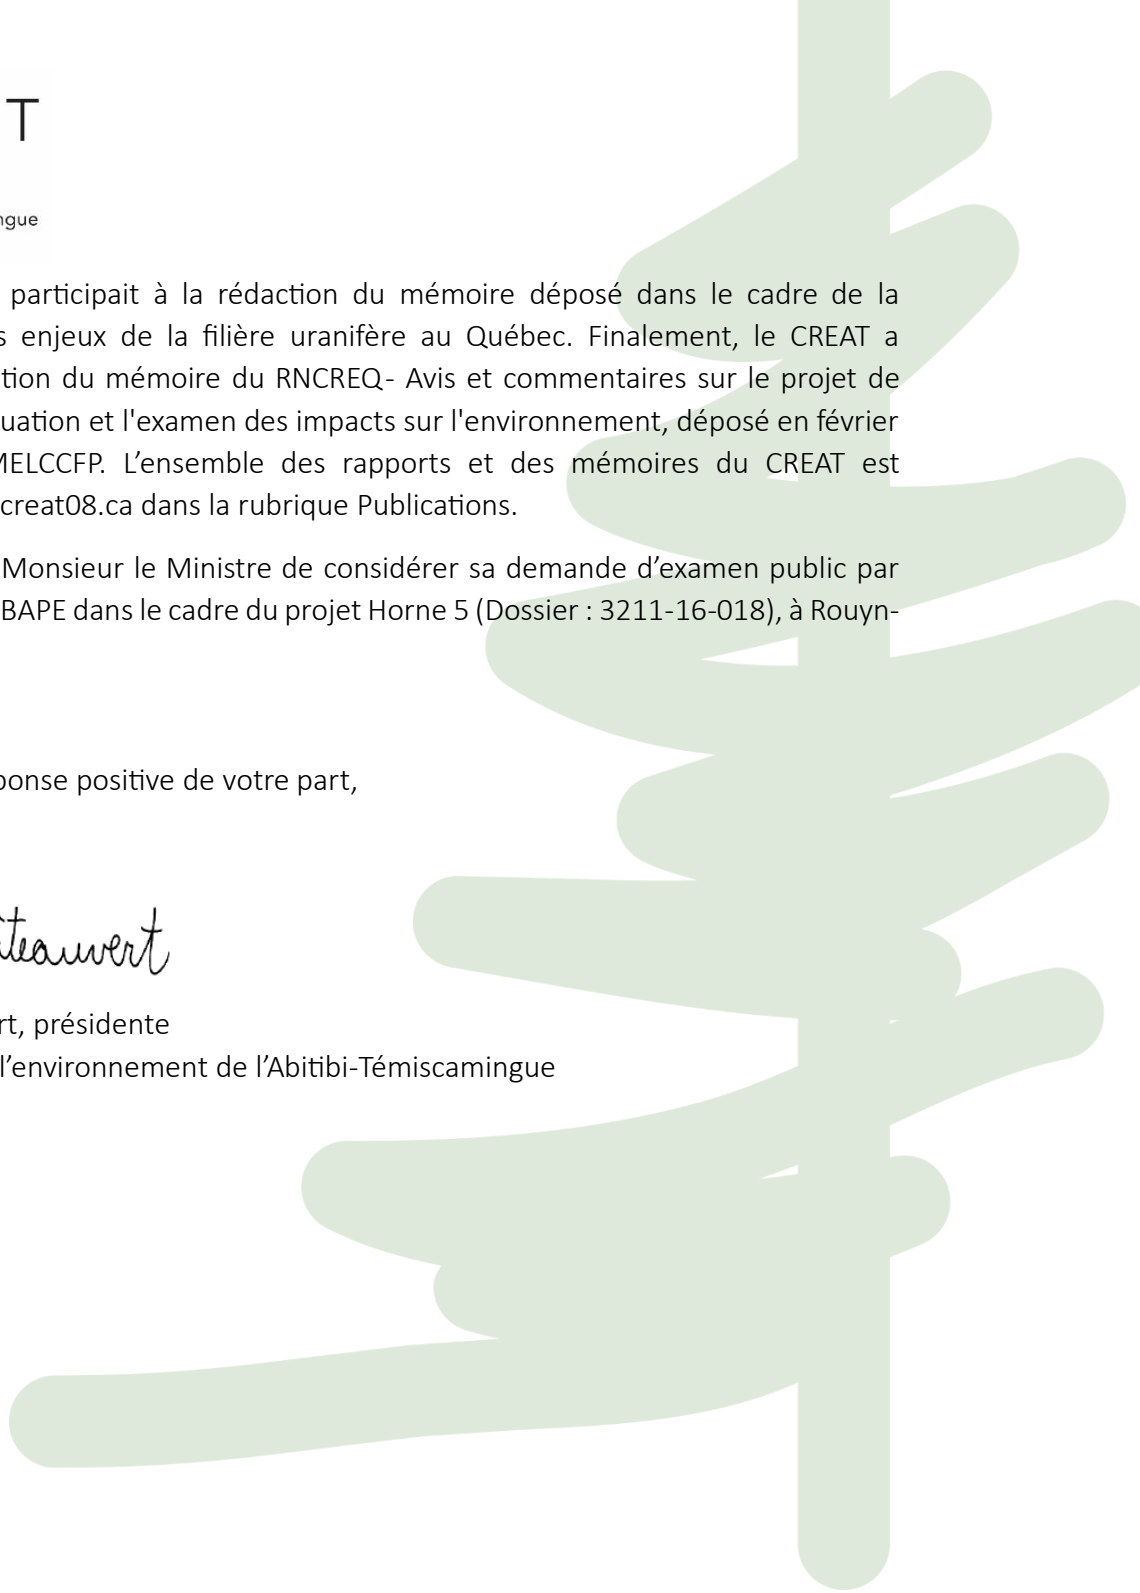 T
ngue
participait à la rédaction du mémoire déposé dans le cadre de la
s enjeux de la filière uranifère au Québec. Finalement, le CREAT a
tion du mémoire du RNCREQ- Avis et commentaires sur le projet de
uation et l'examen des impacts sur l'environnement, déposé en février
MELCCFP. L’ensemble des rapports et des mémoires du CREAT est
creat08.ca dans la rubrique Publications.
Monsieur le Ministre de considérer sa demande d’examen public par
BAPE dans le cadre du projet Horne 5 (Dossier : 3211-16-018), à Rouyn-
ponse positive de votre part,
âteauvert
rt, présidente
l’environnement de l’Abitibi-Témiscamingue